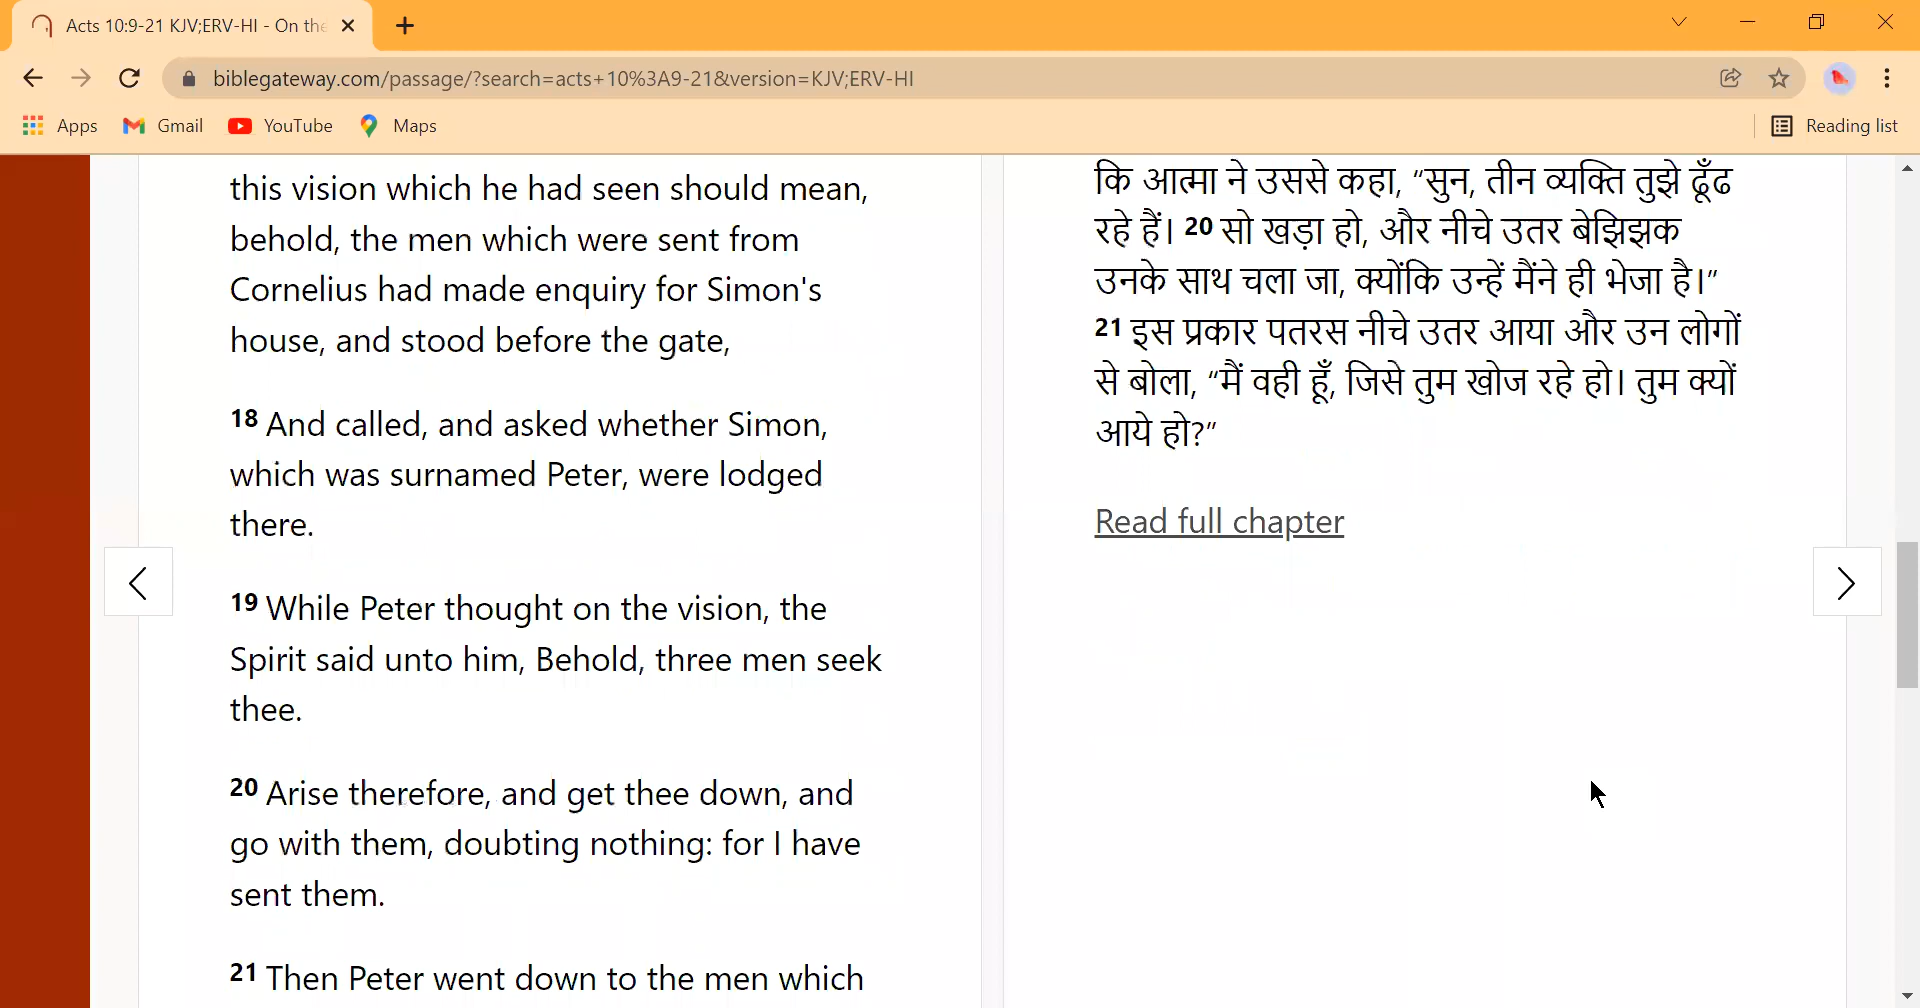 Acts 10:9-21 KJV;ERV-HI - On the
biblegateway.com/passage/?search=acts+10%3A9-21&version=KJV;ERV-HI
Apps Gmail YouTube Maps Reading list
this vision which he had seen should mean,
behold, the men which were sent from
Cornelius had made enquiry for Simon's
house, and stood before the gate,
18 And called, and asked whether Simon,
which was surnamed Peter, were lodged
there.
19 While Peter thought on the vision, the
Spirit said unto him, Behold, three men seek
thee.
20 Arise therefore, and get thee down, and
go with them, doubting nothing: for I have
sent them.
21 Then Peter went down to the men which
कि आत्मा ने उससे कहा, “सुन, तीन व्यक्ति तुझे ढूँढ
रहे हैं। 20 सो खड़ा हो, और नीचे उतर बेझिझक
उनके साथ चला जा, क्योंकि उन्हें मैंने ही भेजा है।”
21 इस प्रकार पतरस नीचे उतर आया और उन लोगों
से बोला, “मैं वही हूँ, जिसे तुम खोज रहे हो। तुम क्यों
आये हो?”
Read full chapter